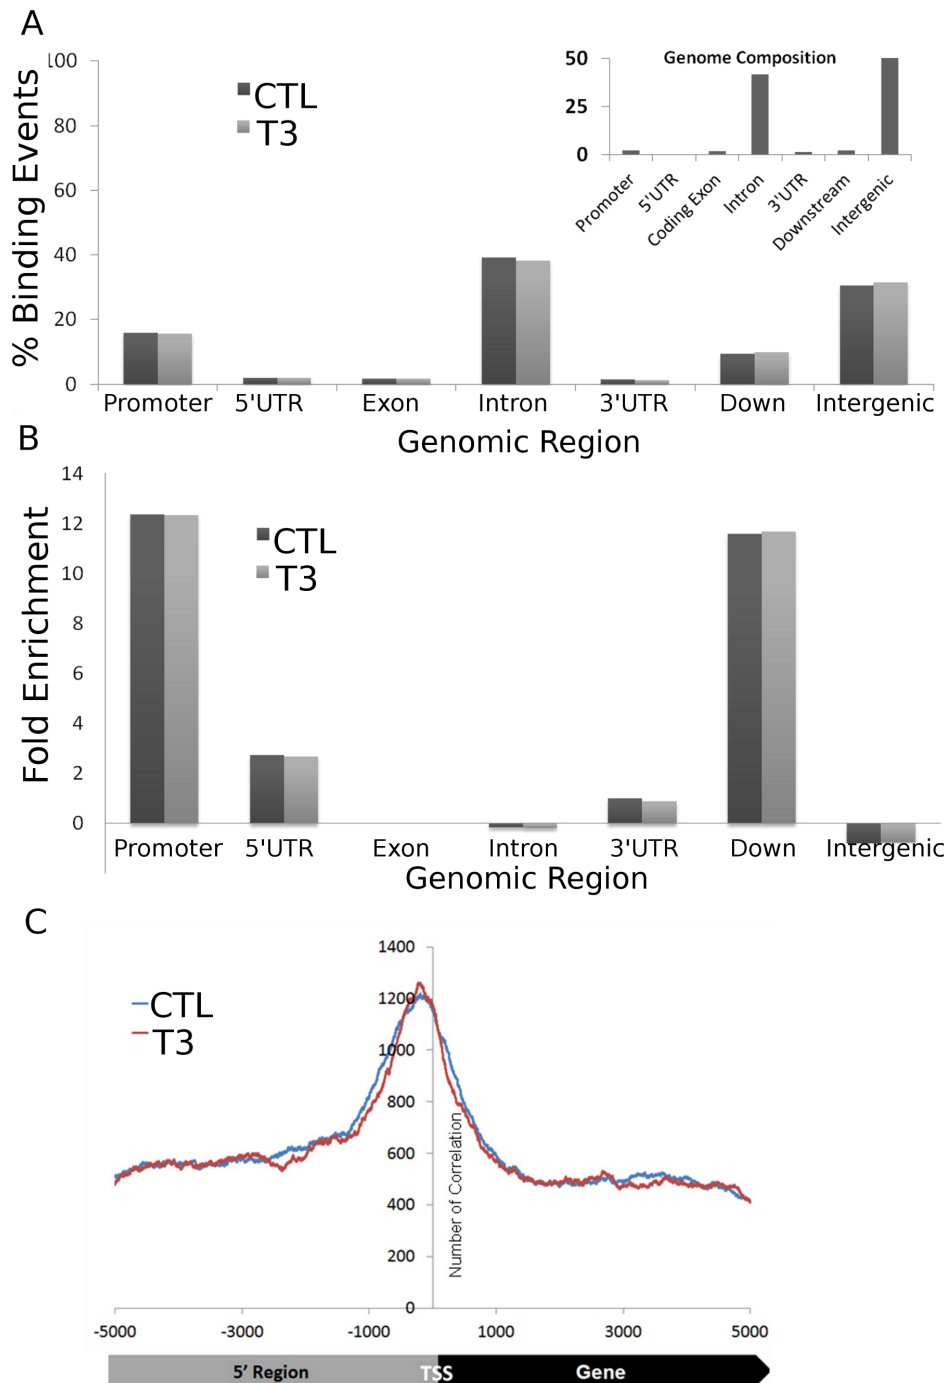 A
% Binding Events
100
80
60
40
20
0
CTL
T3
Genome Composition
50
25
0
Promoter
5'UTR
Coding Exon
Intron
3'UTR
Downstream
Intergenic
Promoter 5'UTR Exon Intron 3'UTR Down Intergenic
Genomic Region
B
Fold Enrichment
14
12
10
8
6
4
2
0
CTL
T3
Promoter 5'UTR Exon Intron 3'UTR Down Intergenic
Genomic Region
C
CTL
T3
1400
1200
1000
800
600
400
200
0
Number of Correlation
-5000 -3000 -1000 1000 3000 5000
5' Region TSS Gene